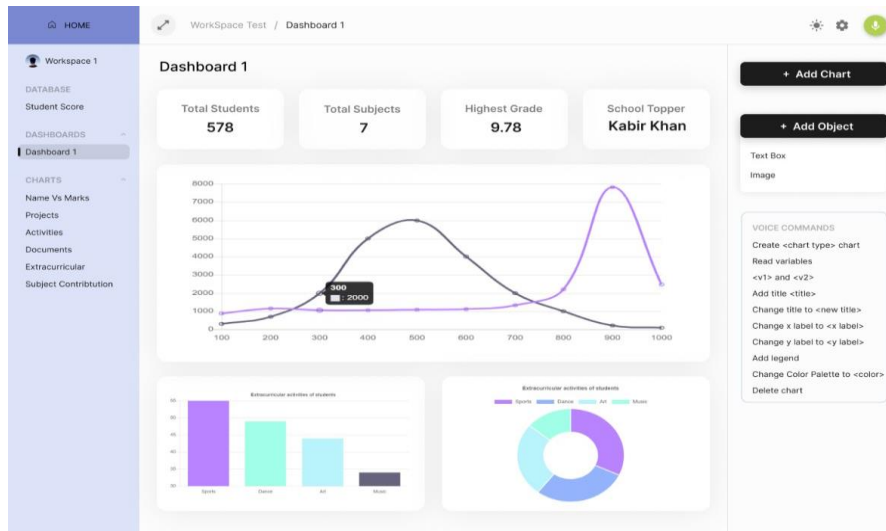 HOME
WorkSpace Test / Dashboard 1
Workspace 1
DATABASE
Student Score
DASHBOARDS
Dashboard 1
CHARTS
Name Vs Marks
Projects
Activities
Documents
Extracurricular
Subject Contribtution
Dashboard 1
Total Students
578
Total Subjects
7
Highest Grade
9.78
School Topper
Kabir Khan
8000
7000
6000
5000
4000
3000
2000
1000
0
300
: 2000
100 200 300 400 500 600 700 800 900 1000
Extracurricular activities of students
Sports Dance Art Music
Extracurricular activities of students
Sports Dance Art Music
+ Add Chart
+ Add Object
Text Box
Image
VOICE COMMANDS
Create <chart type> chart
Read variables
<v1> and <v2>
Add title <title>
Change title to <new title>
Change x label to <x label>
Change y label to <y label>
Add legend
Change Color Palette to <color>
Delete chart